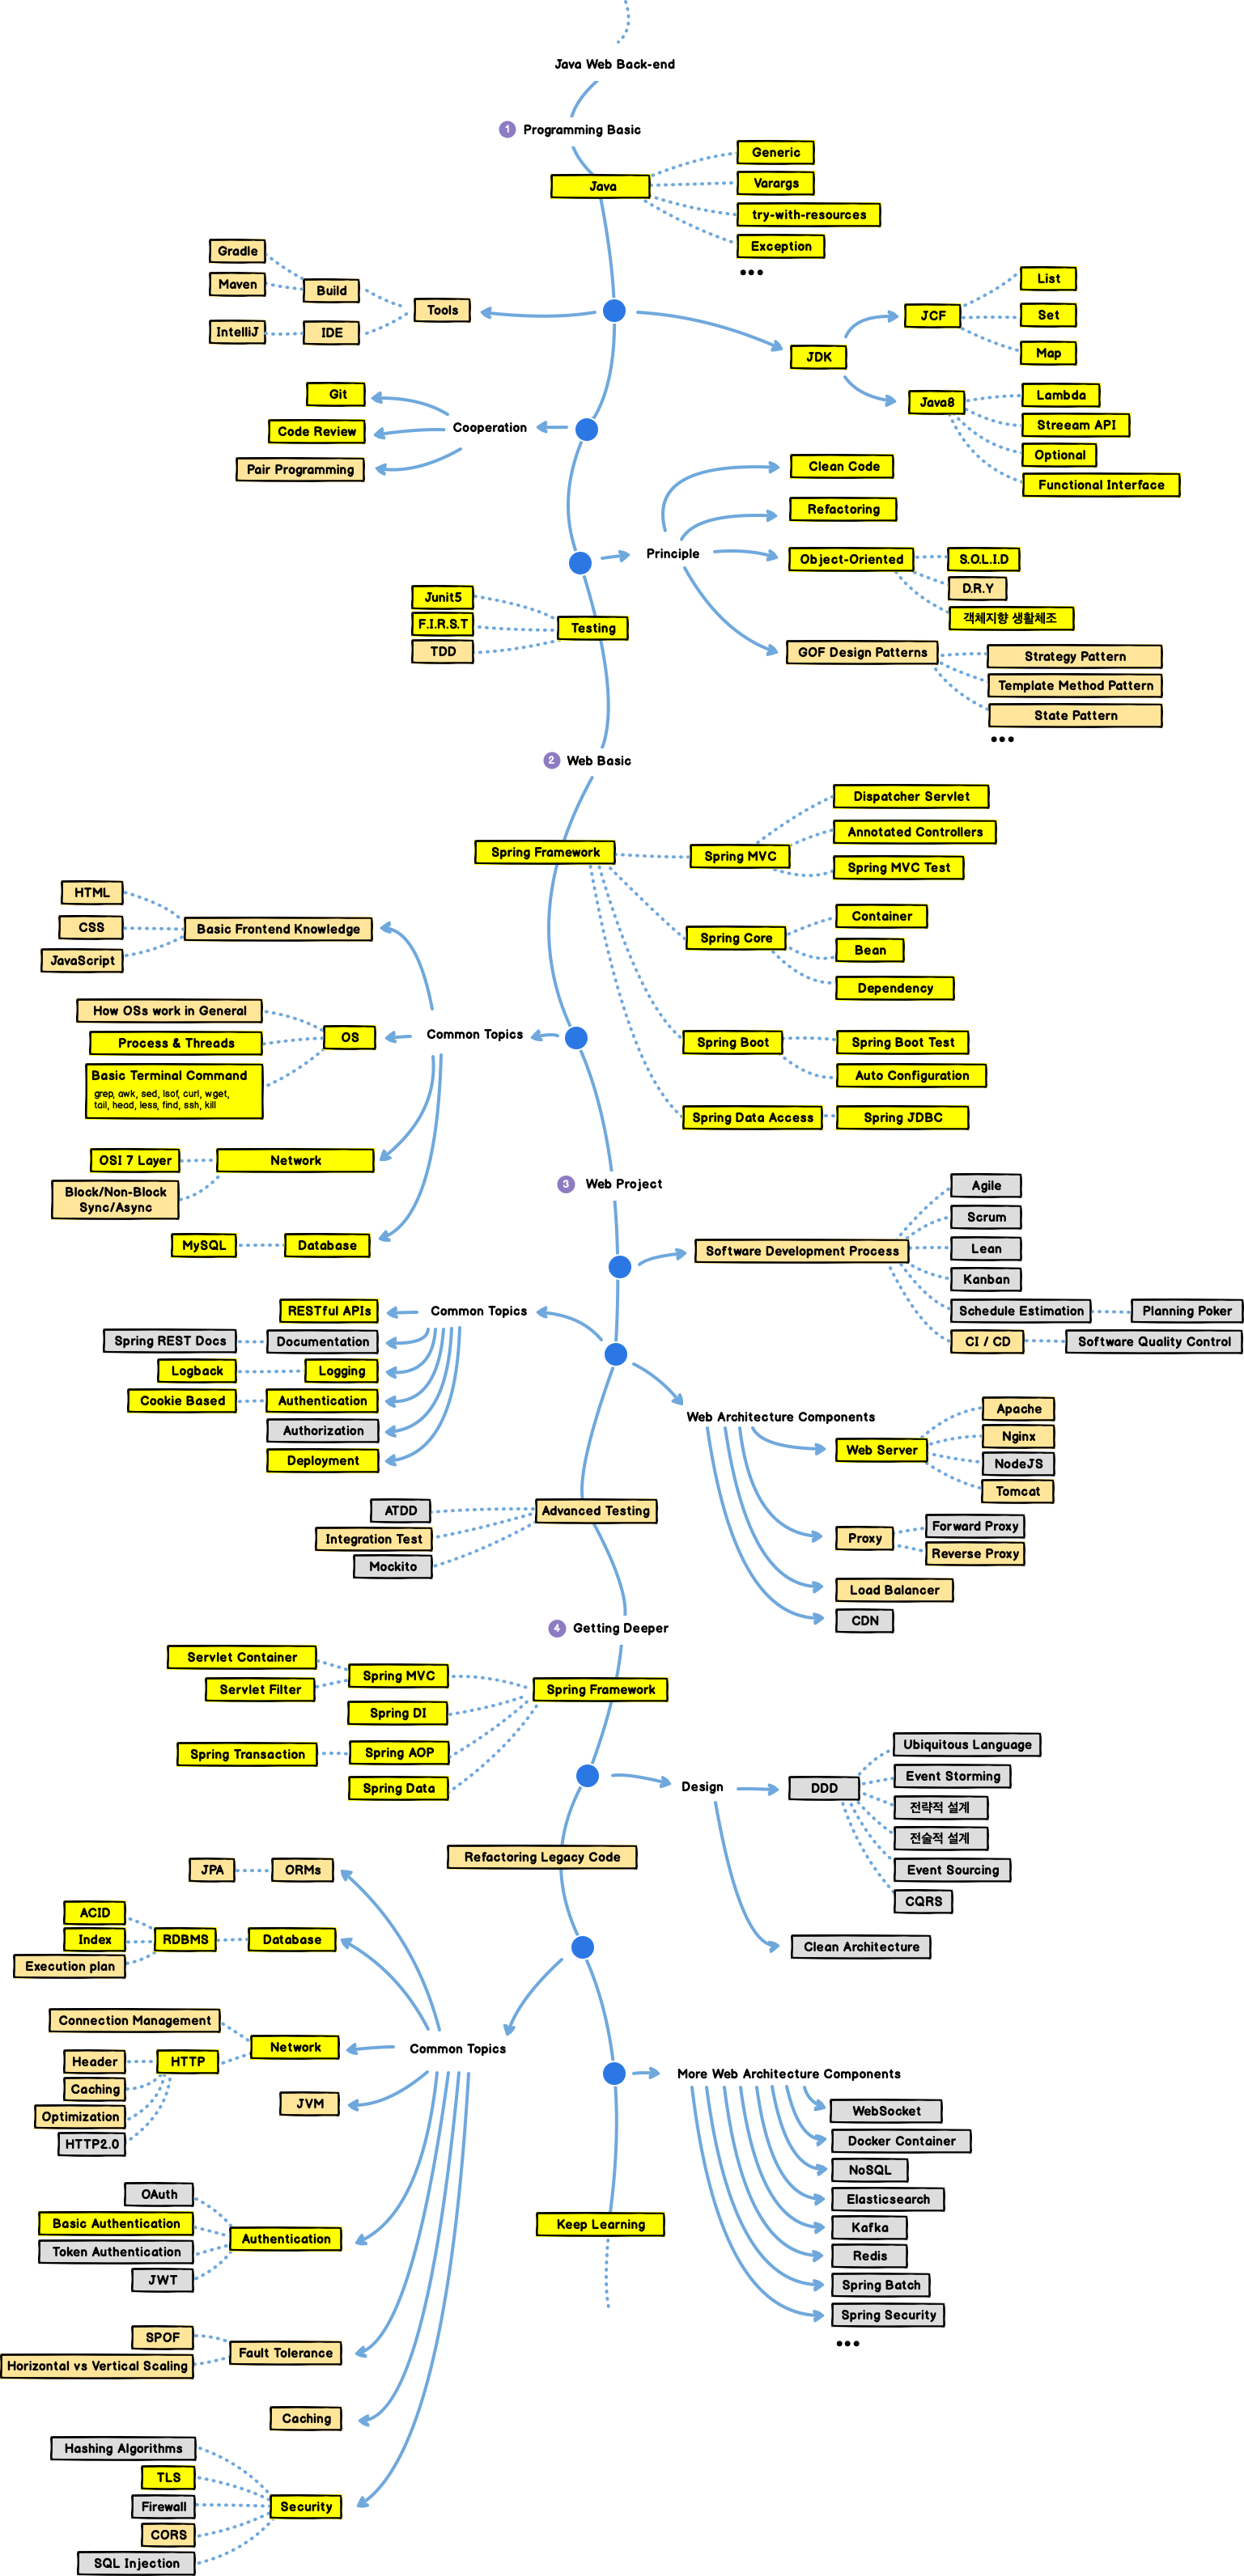 Java Web Back-end
1 Programming Basic
Java
Generic
Varargs
try-with-resources
Exception
•••
Gradle
Maven
Build
IntelliJ
IDE
Tools
JDK
JCF
List
Set
Map
Java8
Lambda
Streeam API
Optional
Functional Interface
Git
Code Review
Pair Programming
Cooperation
Principle
Clean Code
Refactoring
Object-Oriented
S.O.L.I.D
D.R.Y
객체지향 생활체조
GOF Design Patterns
Strategy Pattern
Template Method Pattern
State Pattern
•••
Junit5
F.I.R.S.T
TDD
Testing
2 Web Basic
Spring Framework
Spring MVC
Dispatcher Servlet
Annotated Controllers
Spring MVC Test
Spring Core
Container
Bean
Dependency
Spring Boot
Spring Boot Test
Auto Configuration
Spring Data Access
Spring JDBC
HTML
CSS
JavaScript
Basic Frontend Knowledge
Common Topics
How OSs work in General
Process & Threads
Basic Terminal Command
grep, awk, sed, lsof, curl, wget,
tail, head, less, find, ssh, kill
OS
OSI 7 Layer
Block/Non-Block
Sync/Async
Network
MySQL
Database
3 Web Project
Software Development Process
Agile
Scrum
Lean
Kanban
Schedule Estimation
Planning Poker
CI / CD
Software Quality Control
Common Topics
RESTful APIs
Spring REST Docs
Documentation
Logback
Logging
Cookie Based
Authentication
Authorization
Deployment
Web Architecture Components
Web Server
Apache
Nginx
NodeJS
Tomcat
Proxy
Forward Proxy
Reverse Proxy
Load Balancer
CDN
ATDD
Integration Test
Mockito
Advanced Testing
4 Getting Deeper
Spring Framework
Servlet Container
Servlet Filter
Spring MVC
Spring DI
Spring Transaction
Spring AOP
Spring Data
Design
DDD
Ubiquitous Language
Event Storming
전략적 설계
전술적 설계
Event Sourcing
CQRS
Clean Architecture
Refactoring Legacy Code
JPA
ORMs
ACID
Index
Execution plan
RDBMS
Database
Common Topics
Connection Management
Network
Header
Caching
Optimization
HTTP2.0
HTTP
JVM
OAuth
Basic Authentication
Token Authentication
JWT
Authentication
SPOF
Horizontal vs Vertical Scaling
Fault Tolerance
Caching
Hashing Algorithms
TLS
Firewall
CORS
SQL Injection
Security
More Web Architecture Components
WebSocket
Docker Container
NoSQL
Elasticsearch
Kafka
Redis
Spring Batch
Spring Security
•••
Keep Learning